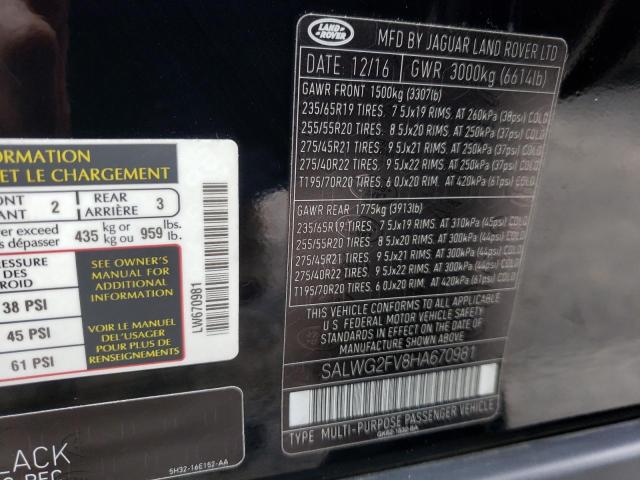 LAND
ROVER
MFD BY JAGUAR LAND ROVER LTD
DATE: 12/16 GWR 3000kg (6614lb)
GAWR FRONT 1500kg (3307lb)
235/65R19 TIRES. 7 5Jx19 RIMS. AT 260kPa (38psi) COLD
255/55R20 TIRES. 8 5Jx20 RIMS. AT 250kPa (37psi) COLD
275/45R21 TIRES. 9 5Jx21 RIMS. AT 250kPa (37psi) COLD
275/40R22 TIRES. 9 5Jx22 RIMS. AT 250kPa (37psi) COLD
T195/70R20 TIRES. 6 0Jx20 RIM. AT 420kPa (61psi) COLD
GAWR REAR 1775kg (3913lb)
235/65R19 TIRES. 7 5Jx19 RIMS. AT 310kPa (45psi) COLD
255/55R20 TIRES. 8 5Jx20 RIMS. AT 300kPa (44psi) COLD
275/45R21 TIRES. 9 5Jx21 RIMS. AT 300kPa (44psi) COLD
275/40R22 TIRES. 9 5Jx22 RIMS. AT 300kPa (44psi) COLD
T195/70R20 TIRES. 6 0Jx20 RIM. AT 420kPa (61psi) COLD
THIS VEHICLE CONFORMS TO ALL APPLICABLE
U S FEDERAL MOTOR VEHICLE SAFETY
STANDARDS IN EFFECT ON THE DATE OF
MANUFACTURE SHOWN ABOVE
SALWG2FV8HA670981
TYPE: MULTI-PURPOSE PASSENGER VEHICLE
FORMATION
ET LE CHARGEMENT
ONT
ANT 2 REAR
ARRIÈRE 3
ver exceed
s dépasser 435 kg or
kg ou 959 lbs.
lb.
ESSURE
DES
ROID
38 PSI
45 PSI
61 PSI
SEE OWNER'S
MANUAL FOR
ADDITIONAL
INFORMATION
VOIR LE MANUEL
DE L'USAGER
POUR PLUS DE
RENSEIGNEMENTS
LW670981
LACK
REC
5H32-16E152-AA